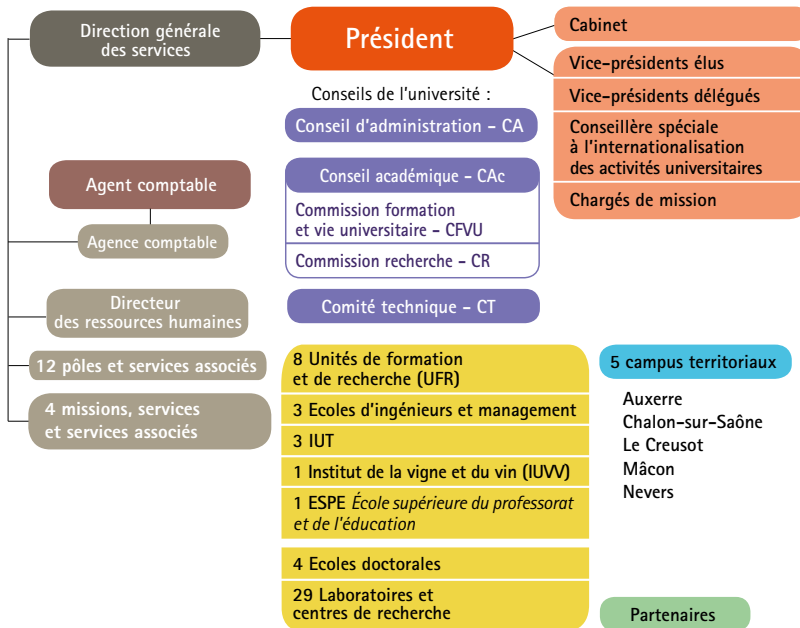 Direction générale
des services
Président
Cabinet
Vice-présidents élus
Vice-présidents délégués
Conseillère spéciale
à l'internationalisation
des activités universitaires
Chargés de mission
Conseils de l'université :
Conseil d'administration - CA
Conseil académique - CAc
Commission formation
et vie universitaire - CFVU
Commission recherche - CR
Comité technique - CT
Agent comptable
Agence comptable
Directeur
des ressources humaines
12 pôles et services associés
4 missions, services
et services associés
8 Unités de formation
et de recherche (UFR)
3 Ecoles d'ingénieurs et management
3 IUT
1 Institut de la vigne et du vin (IUVV)
1 ESPE École supérieure du professorat
et de l'éducation
4 Ecoles doctorales
29 Laboratoires et
centres de recherche
5 campus territoriaux
Auxerre
Chalon-sur-Saône
Le Creusot
Mâcon
Nevers
Partenaires